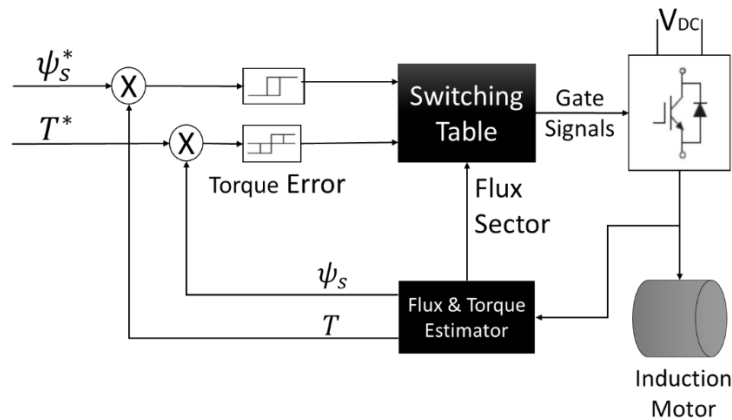 V_DC
ψ_s^*
X
T^*
X
Switching
Table
Gate
Signals
Torque Error
Flux
Sector
ψ_s
T
Flux & Torque
Estimator
Induction
Motor